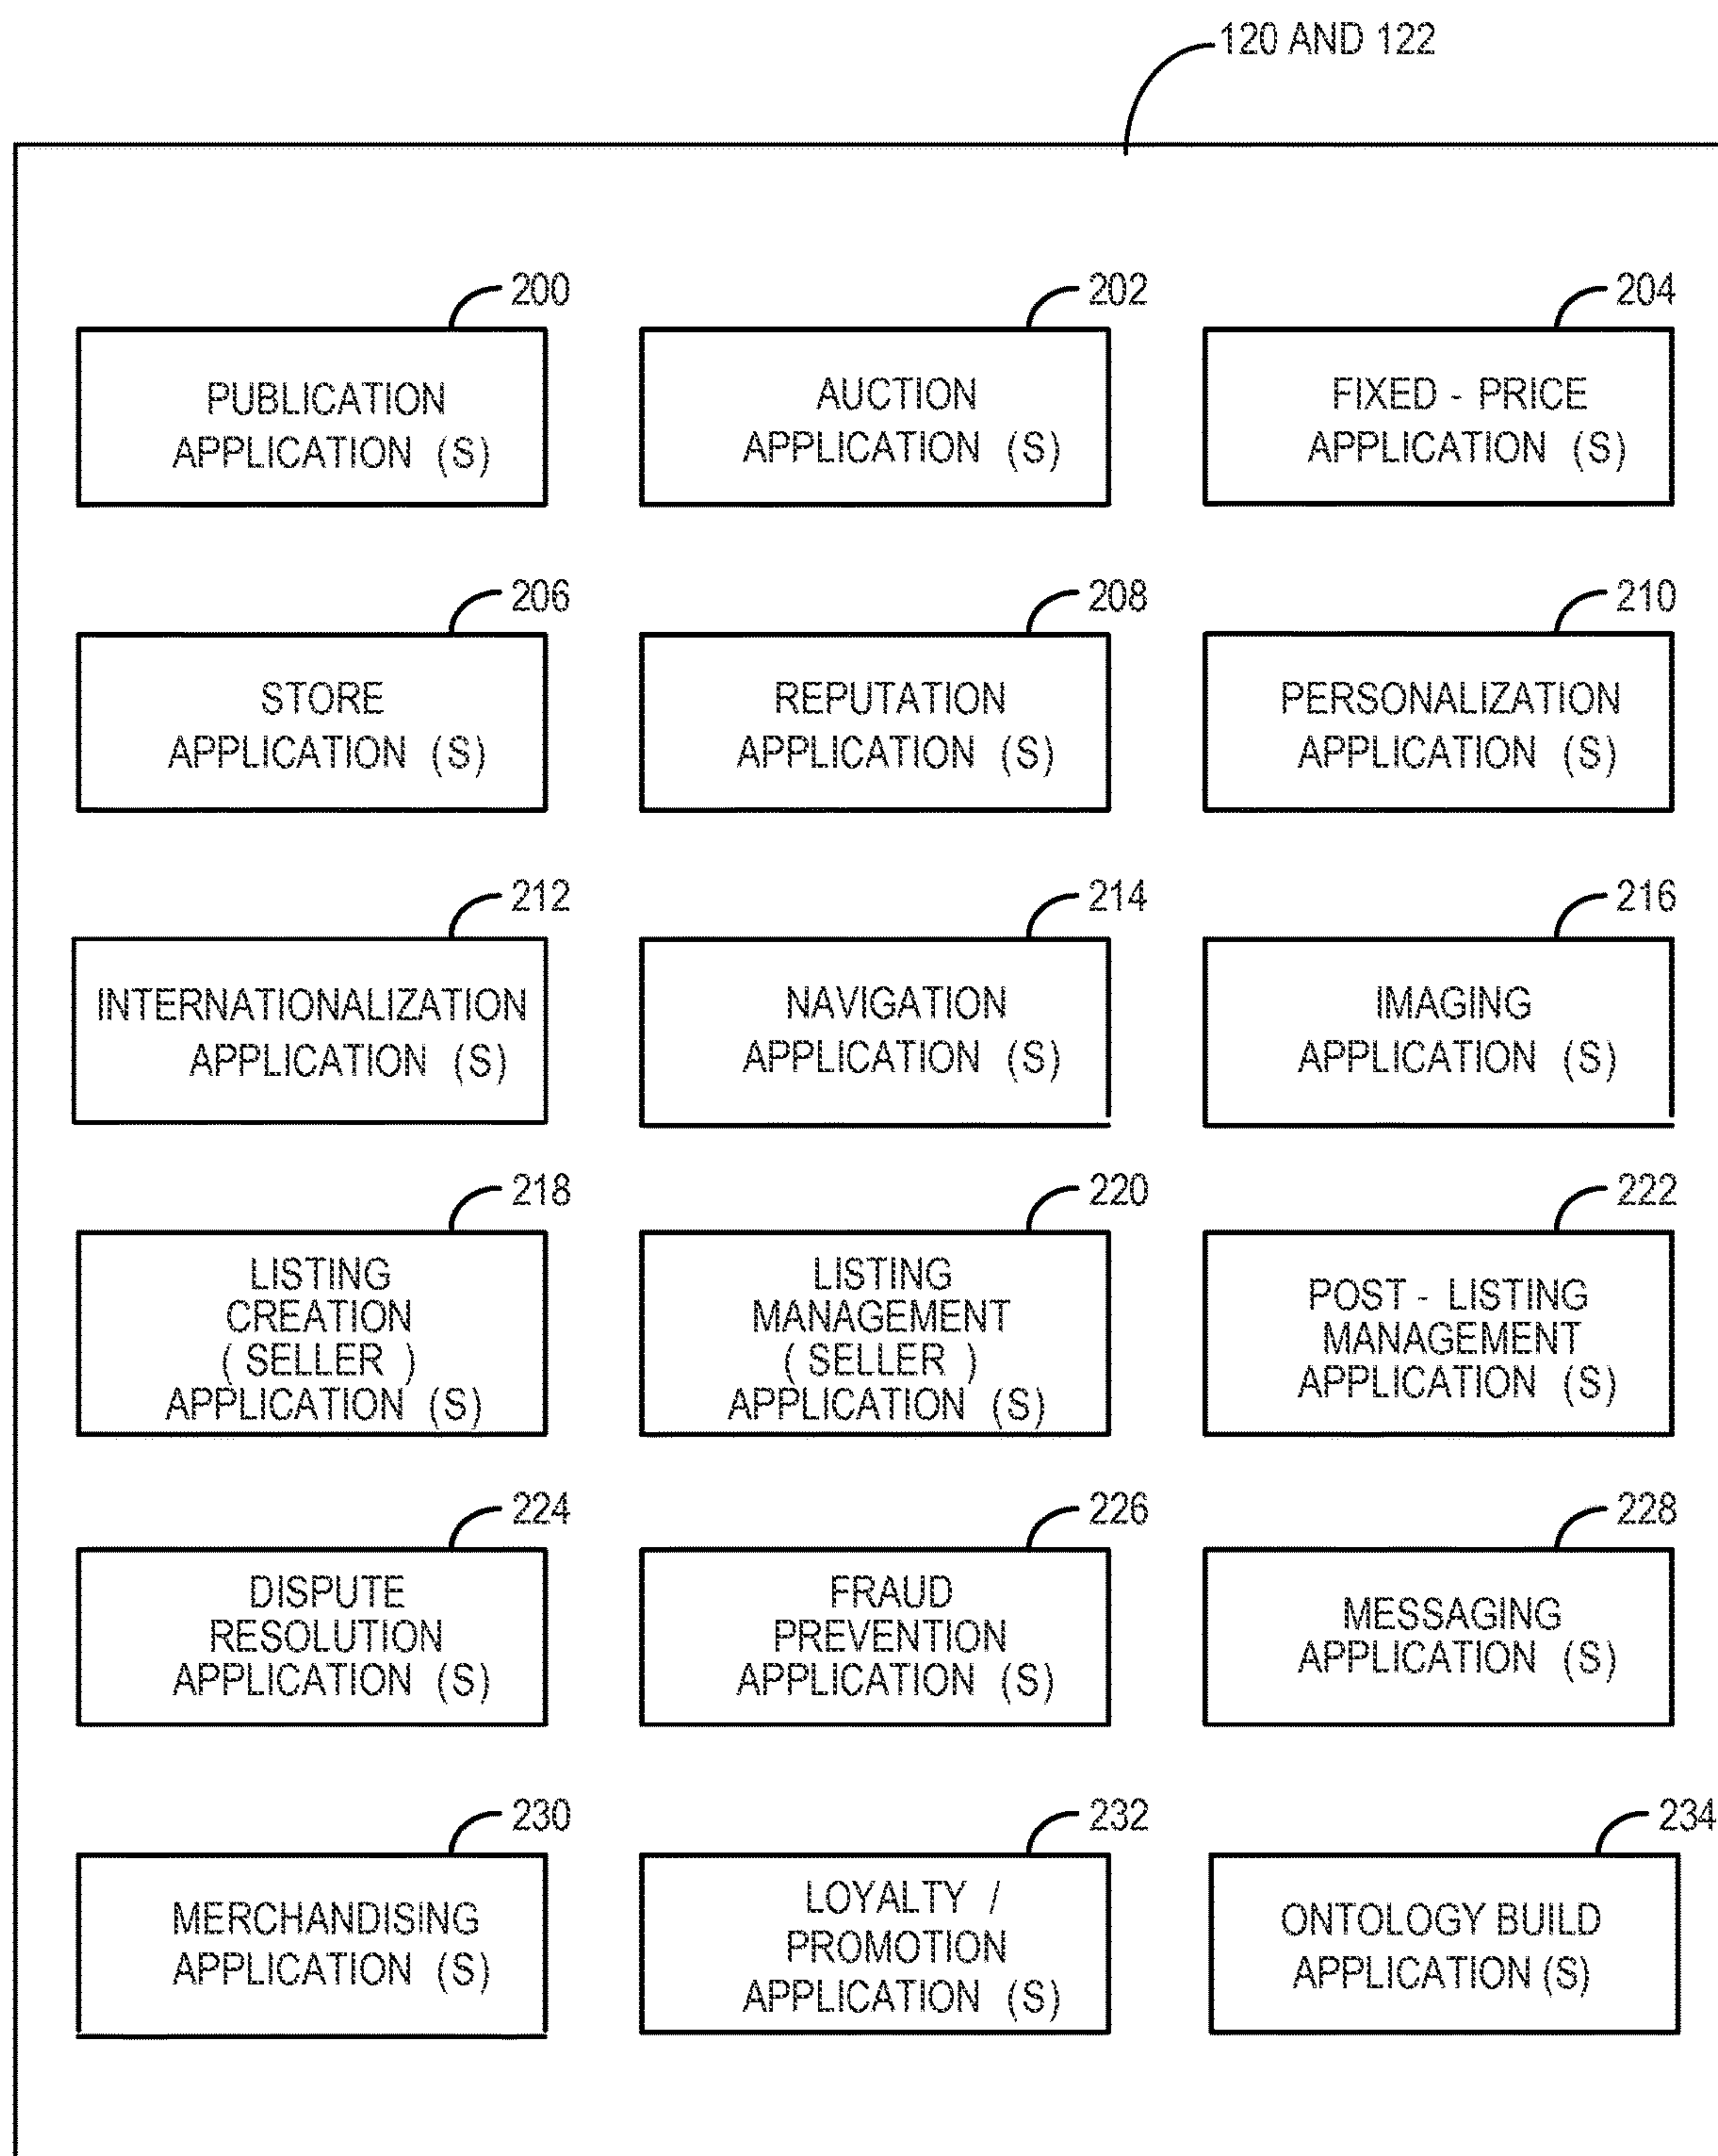 120 AND 122
200
PUBLICATION
APPLICATION (S)
202
AUCTION
APPLICATION (S)
204
FIXED - PRICE
APPLICATION (S)
206
STORE
APPLICATION (S)
208
REPUTATION
APPLICATION (S)
210
PERSONALIZATION
APPLICATION (S)
212
INTERNATIONALIZATION
APPLICATION (S)
214
NAVIGATION
APPLICATION (S)
216
IMAGING
APPLICATION (S)
218
LISTING
CREATION
( SELLER )
APPLICATION (S)
220
LISTING
MANAGEMENT
( SELLER )
APPLICATION (S)
222
POST - LISTING
MANAGEMENT
APPLICATION (S)
224
DISPUTE
RESOLUTION
APPLICATION (S)
226
FRAUD
PREVENTION
APPLICATION (S)
228
MESSAGING
APPLICATION (S)
230
MERCHANDISING
APPLICATION (S)
232
LOYALTY /
PROMOTION
APPLICATION (S)
234
ONTOLOGY BUILD
APPLICATION (S)